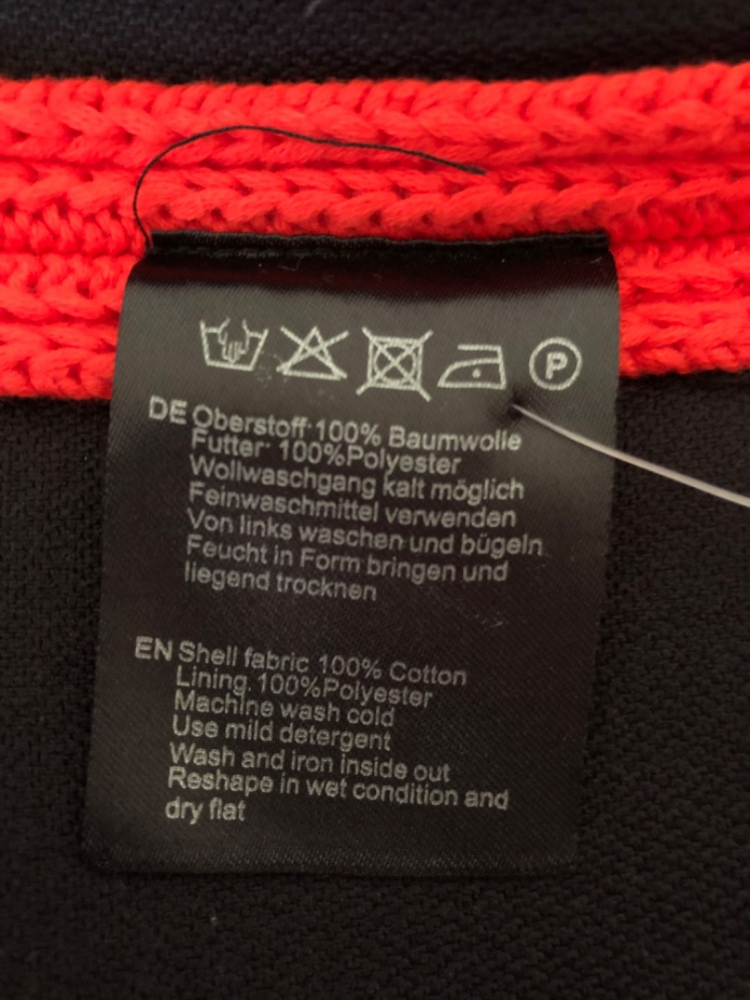 P
DE Oberstoff: 100% Baumwolle
Futter: 100%Polyester
Wollwaschgang kalt möglich
Feinwaschmittel verwenden
Von links waschen und bügeln
Feucht in Form bringen und
liegend trocknen
EN Shell fabric 100% Cotton
Lining. 100%Polyester
Machine wash cold
Use mild detergent
Wash and iron inside out
Reshape in wet condition and
dry flat